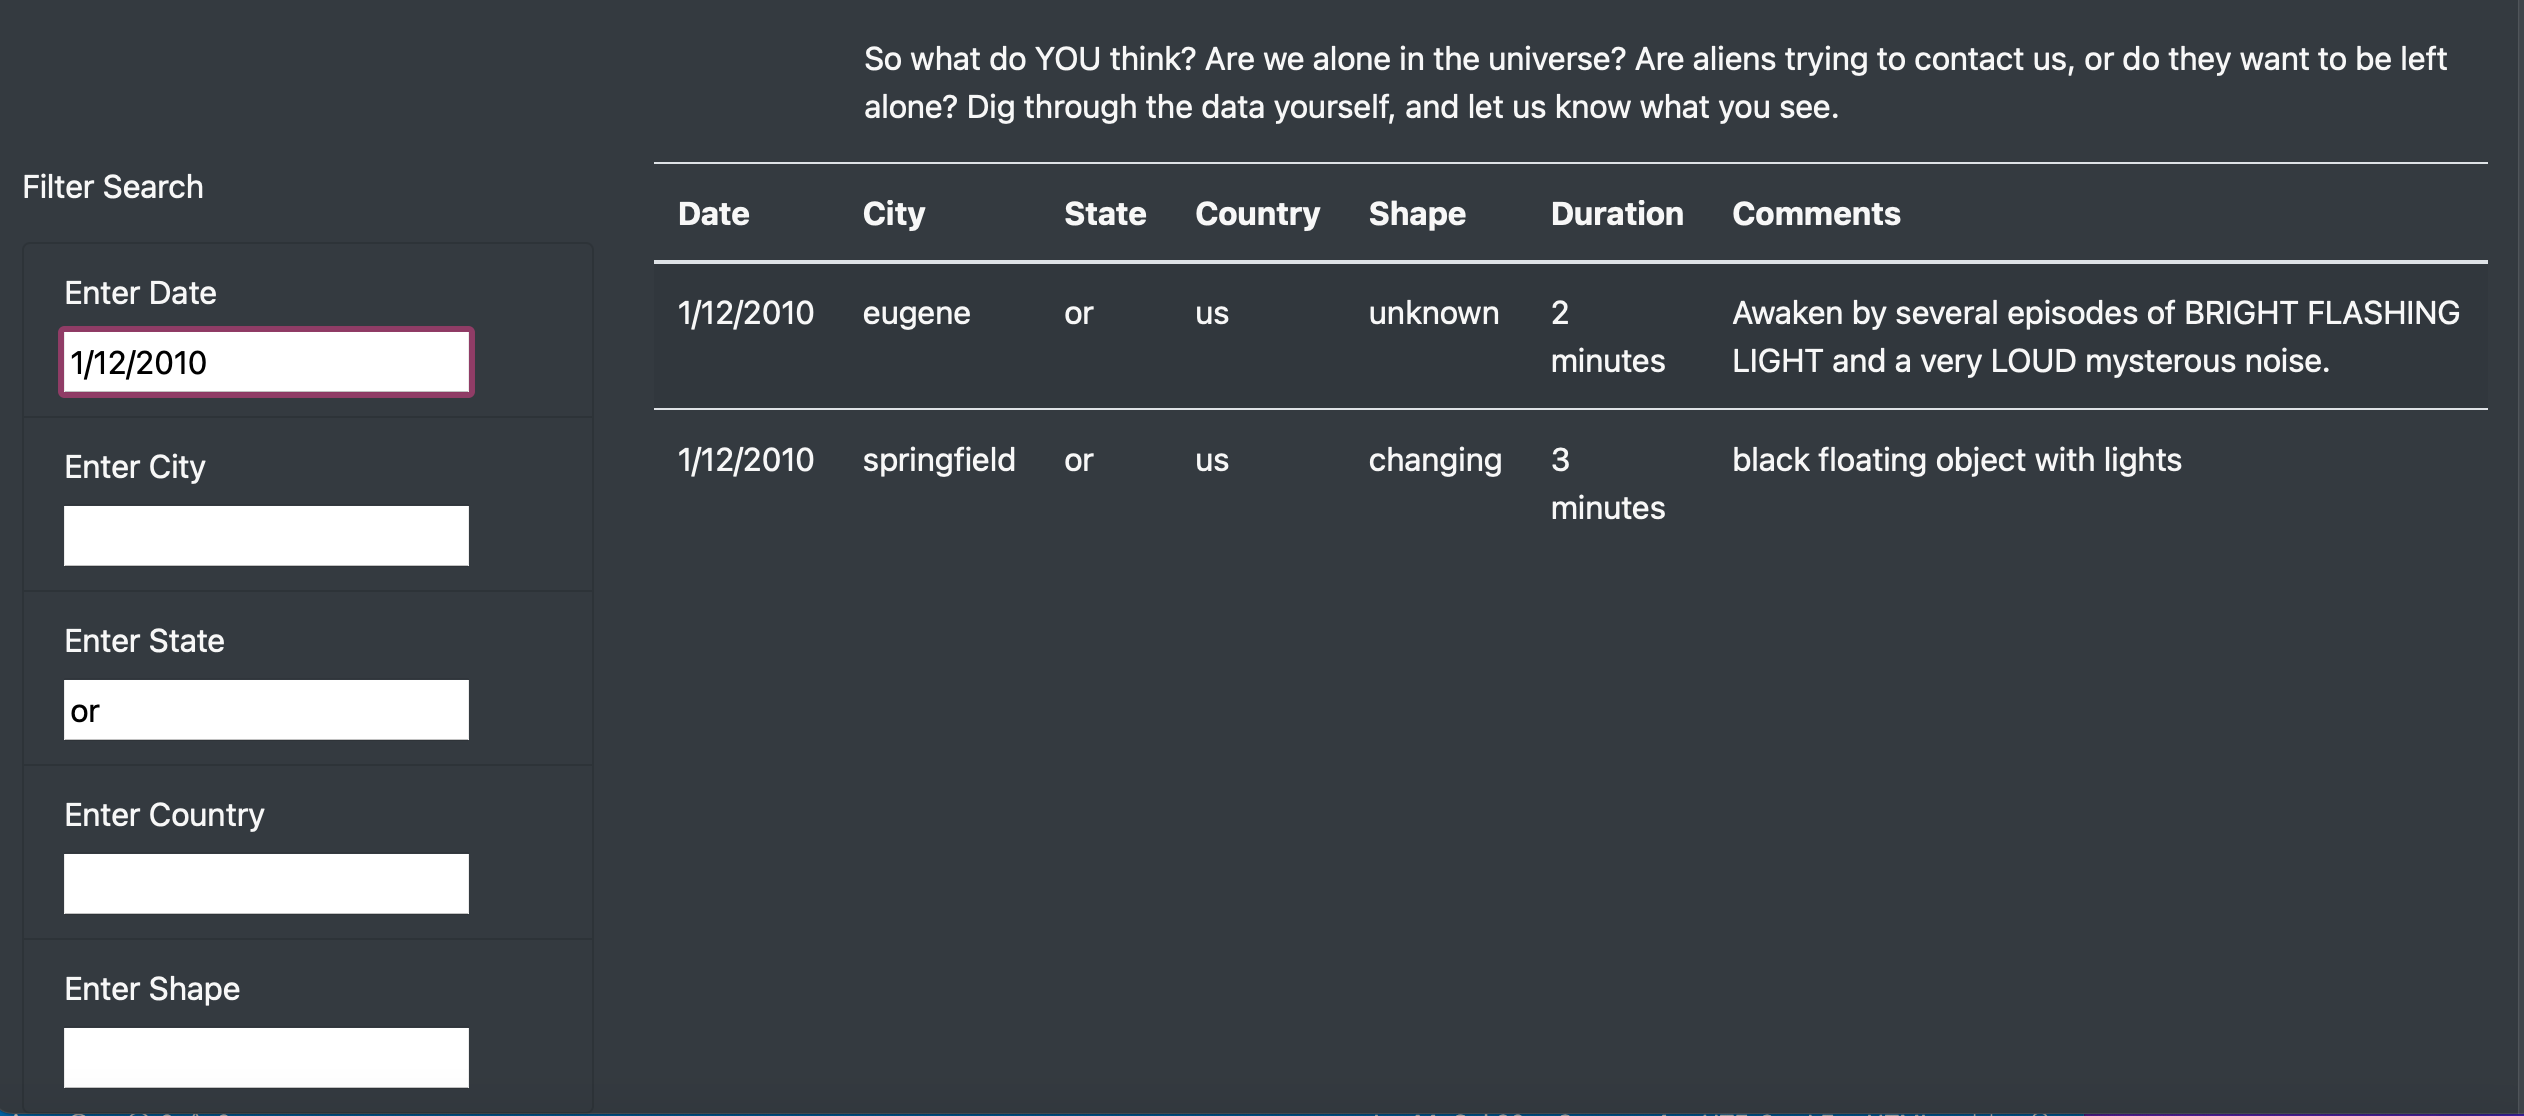 So what do YOU think? Are we alone in the universe? Are aliens trying to contact us, or do they want to be left
alone? Dig through the data yourself, and let us know what you see.
Filter Search
Enter Date
1/12/2010
Enter City
Enter State
or
Enter Country
Enter Shape
Date City State Country Shape Duration Comments
1/12/2010 eugene or us unknown 2 minutes Awaken by several episodes of BRIGHT FLASHING
LIGHT and a very LOUD mysterous noise.
1/12/2010 springfield or us changing 3 minutes black floating object with lights